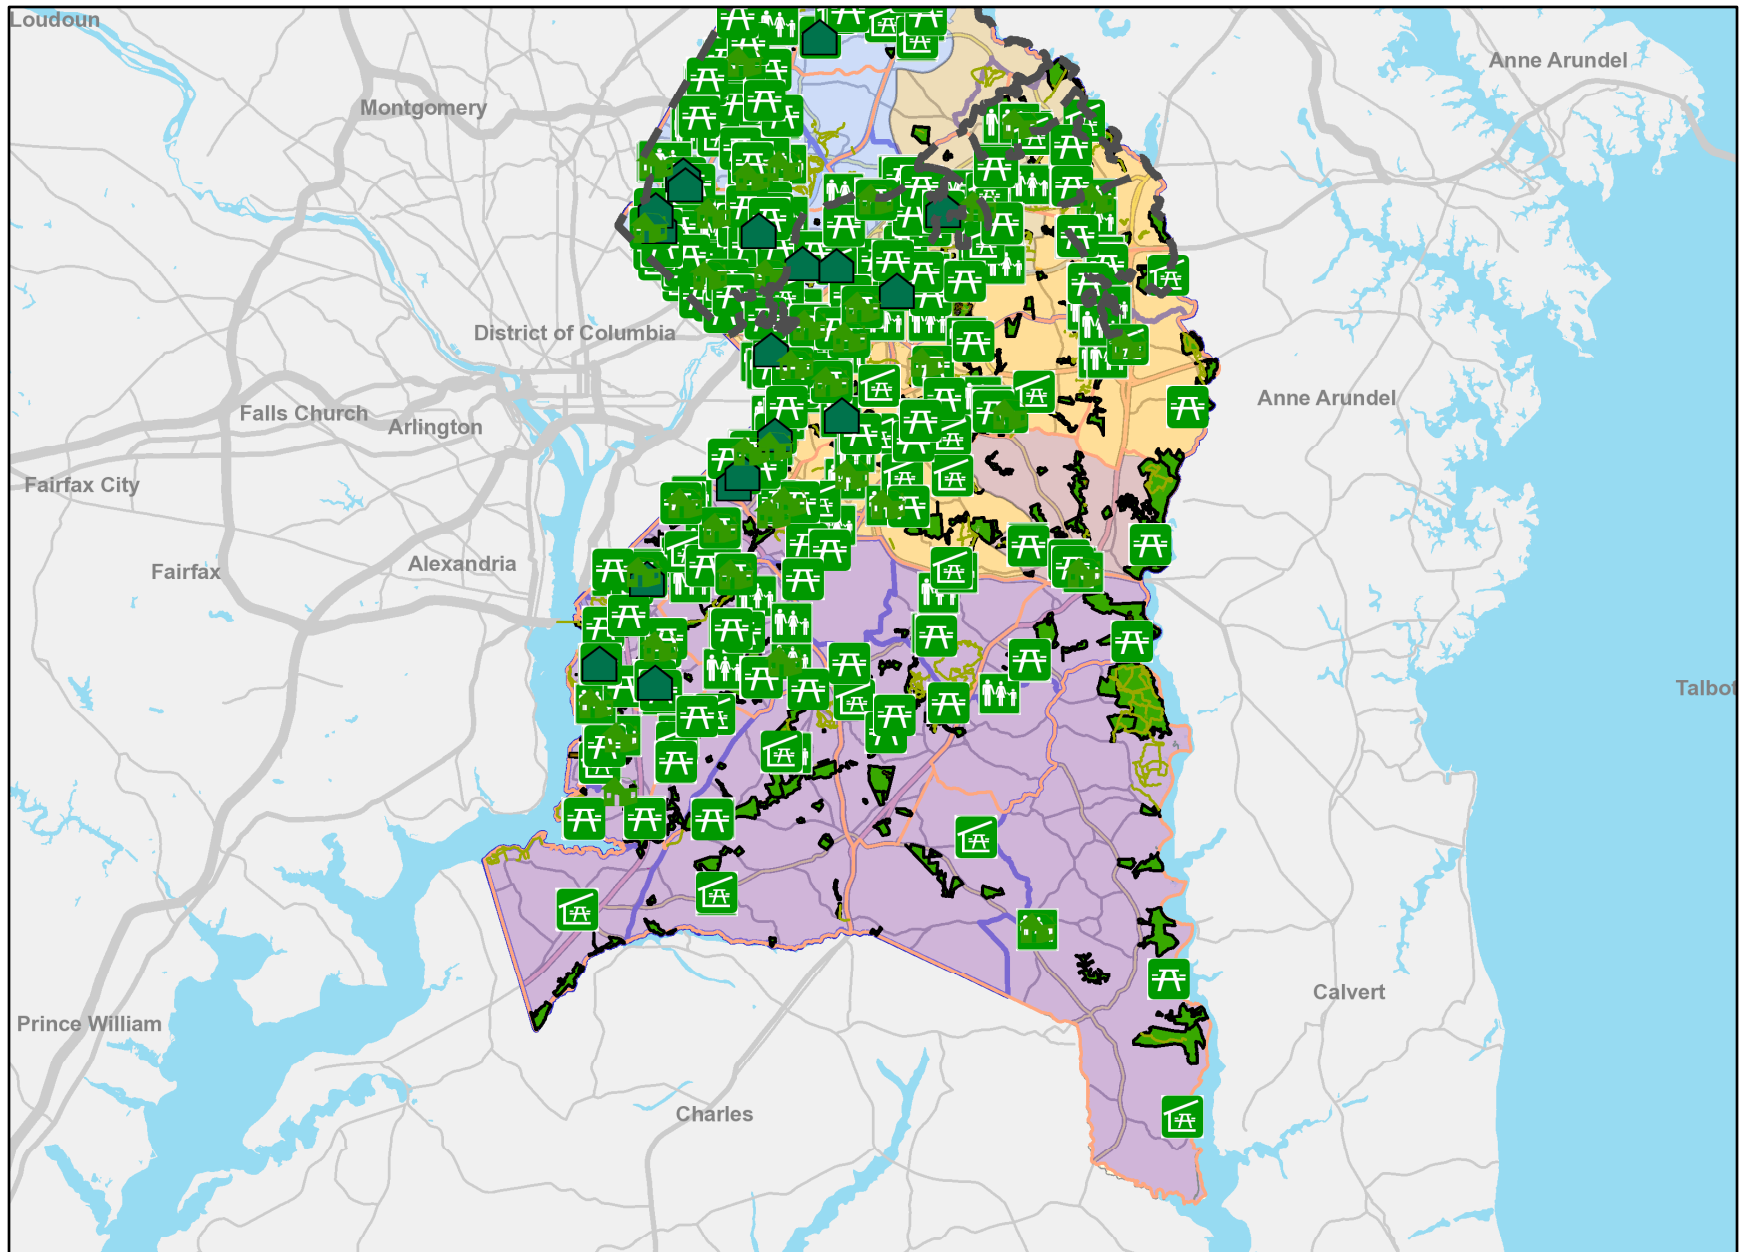 Loudoun
Anne Arundel
Montgomery
District of Columbia
Anne Arundel
Falls Church
Arlington
Fairfax City
Alexandria
Fairfax
Talbot
Calvert
Prince William
Charles